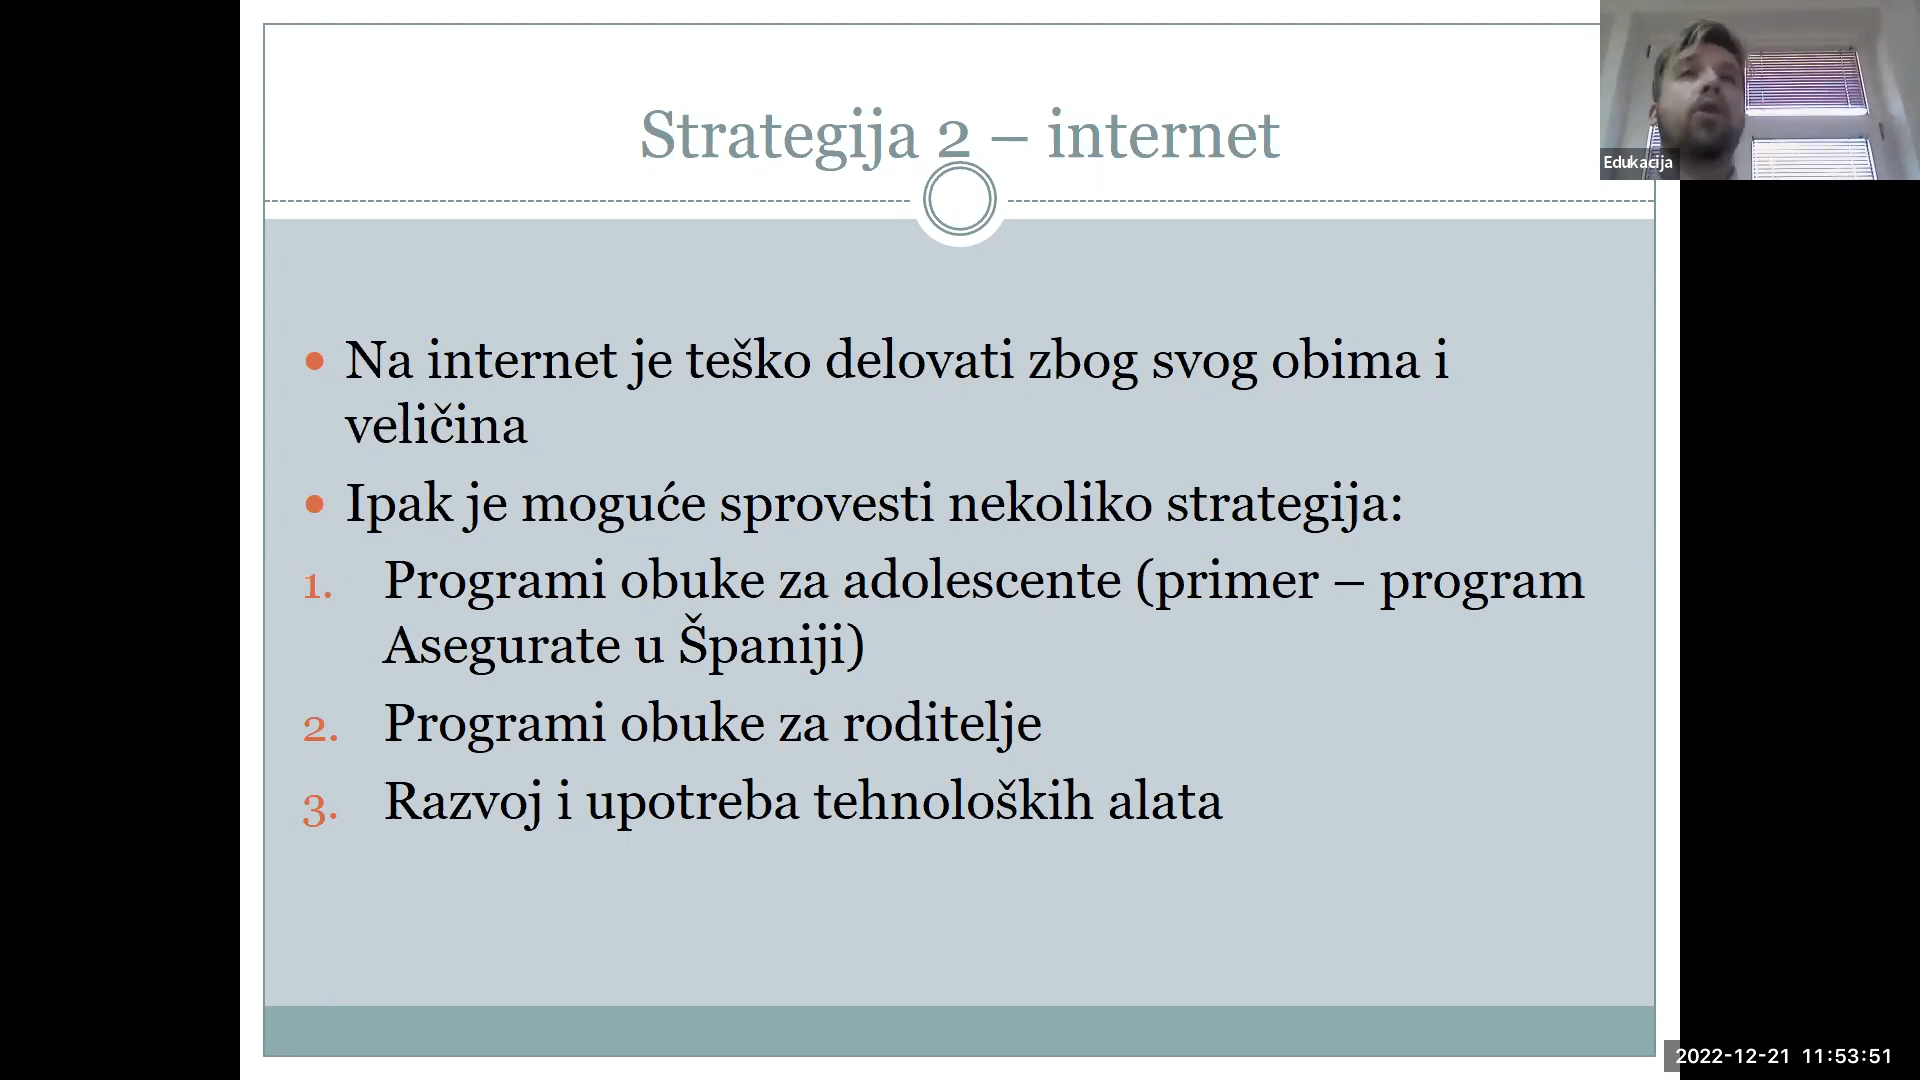 Strategija 2 – internet
Edukacija
• Na internet je teško delovati zbog svog obima i
veličina
• Ipak je moguće sprovesti nekoliko strategija:
1. Programi obuke za adolescente (primer – program
Asegurate u Španiji)
2. Programi obuke za roditelje
3. Razvoj i upotreba tehnoloških alata
2022-12-21 11:53:51